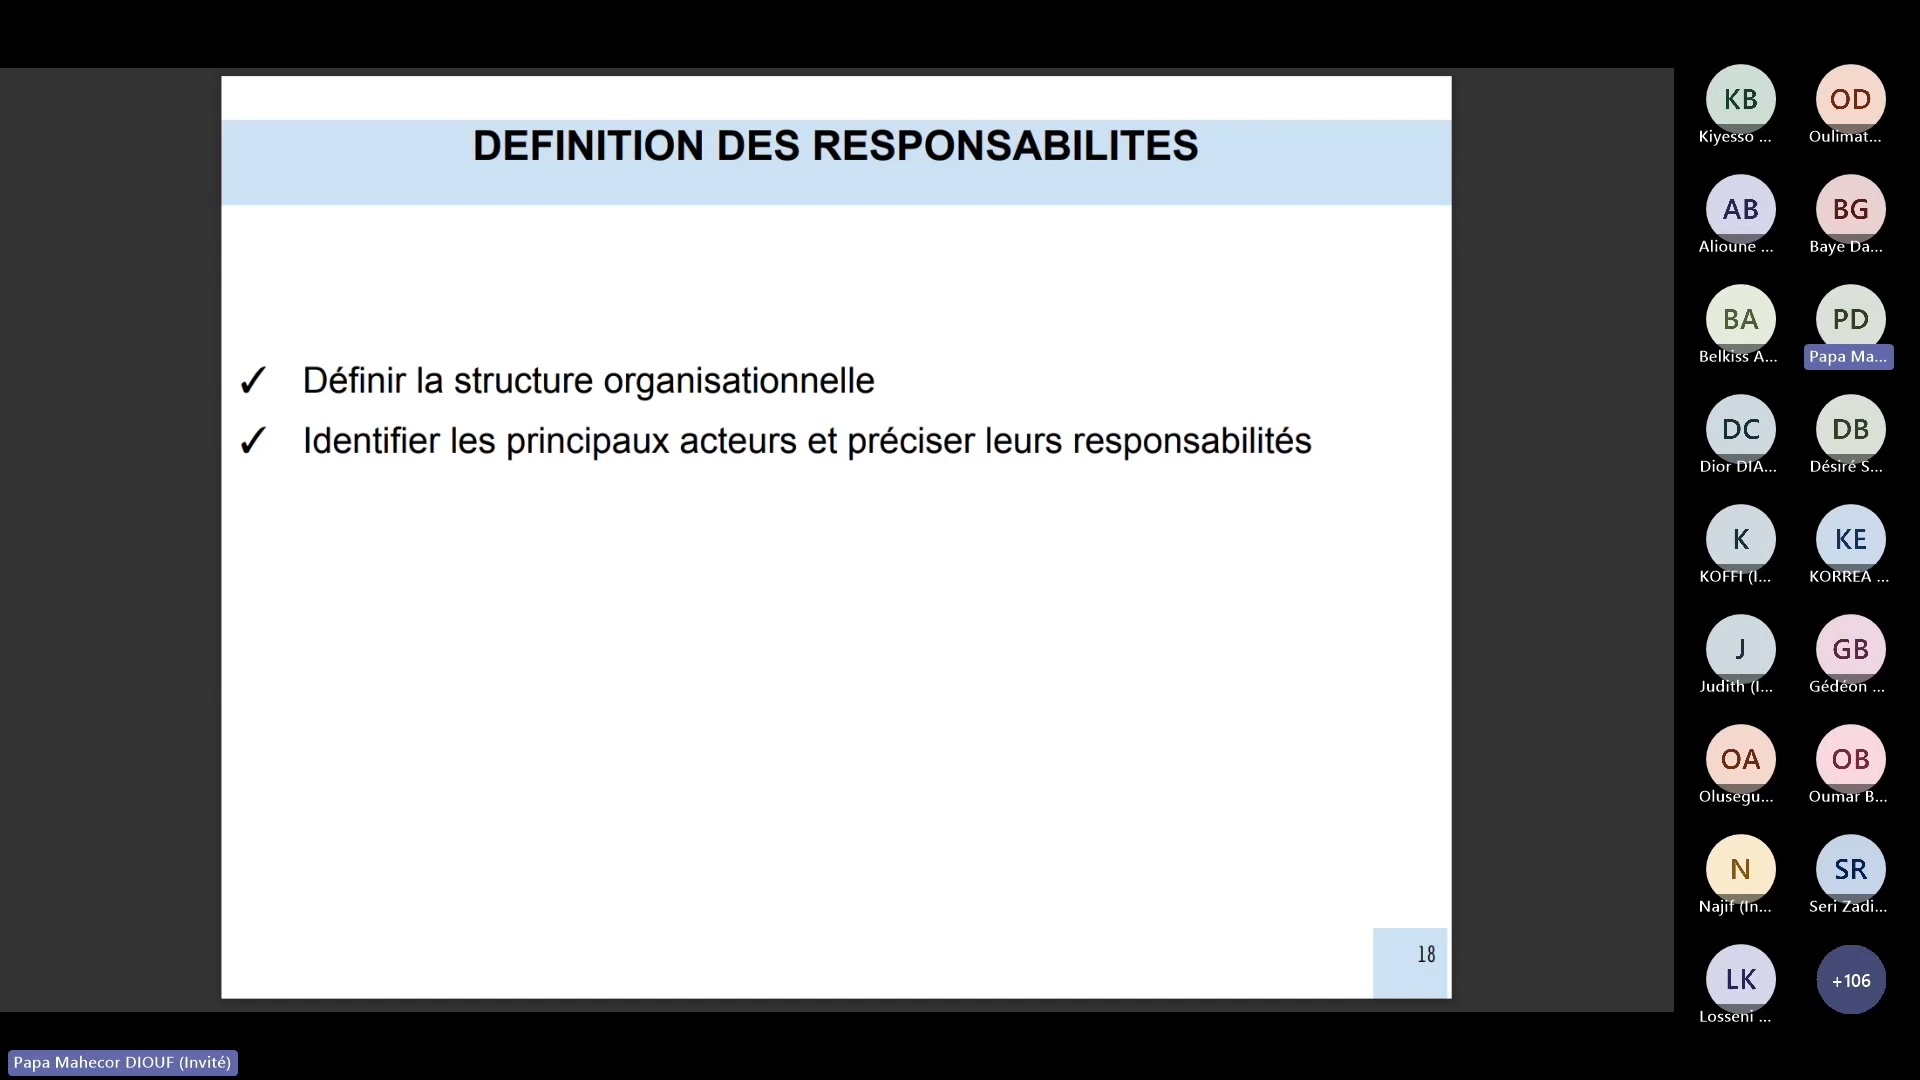 DEFINITION DES RESPONSABILITES
✓ Définir la structure organisationnelle
✓ Identifier les principaux acteurs et préciser leurs responsabilités
18
KB
Kiyesso ...
OD
Oulimat...
AB
Alioune ...
BG
Baye Da...
BA
Belkiss A...
PD
Papa Ma...
DC
Dior DIA...
DB
Désiré S...
K
KOFFI (I...
KE
KORREA ...
J
Judith (I...
GB
Gédéon ...
OA
Olusegu...
OB
Oumar B...
N
Najif (In...
SR
Seri Zadi...
LK
Losseni ...
+106
Papa Mahecor DIOUF (Invité)